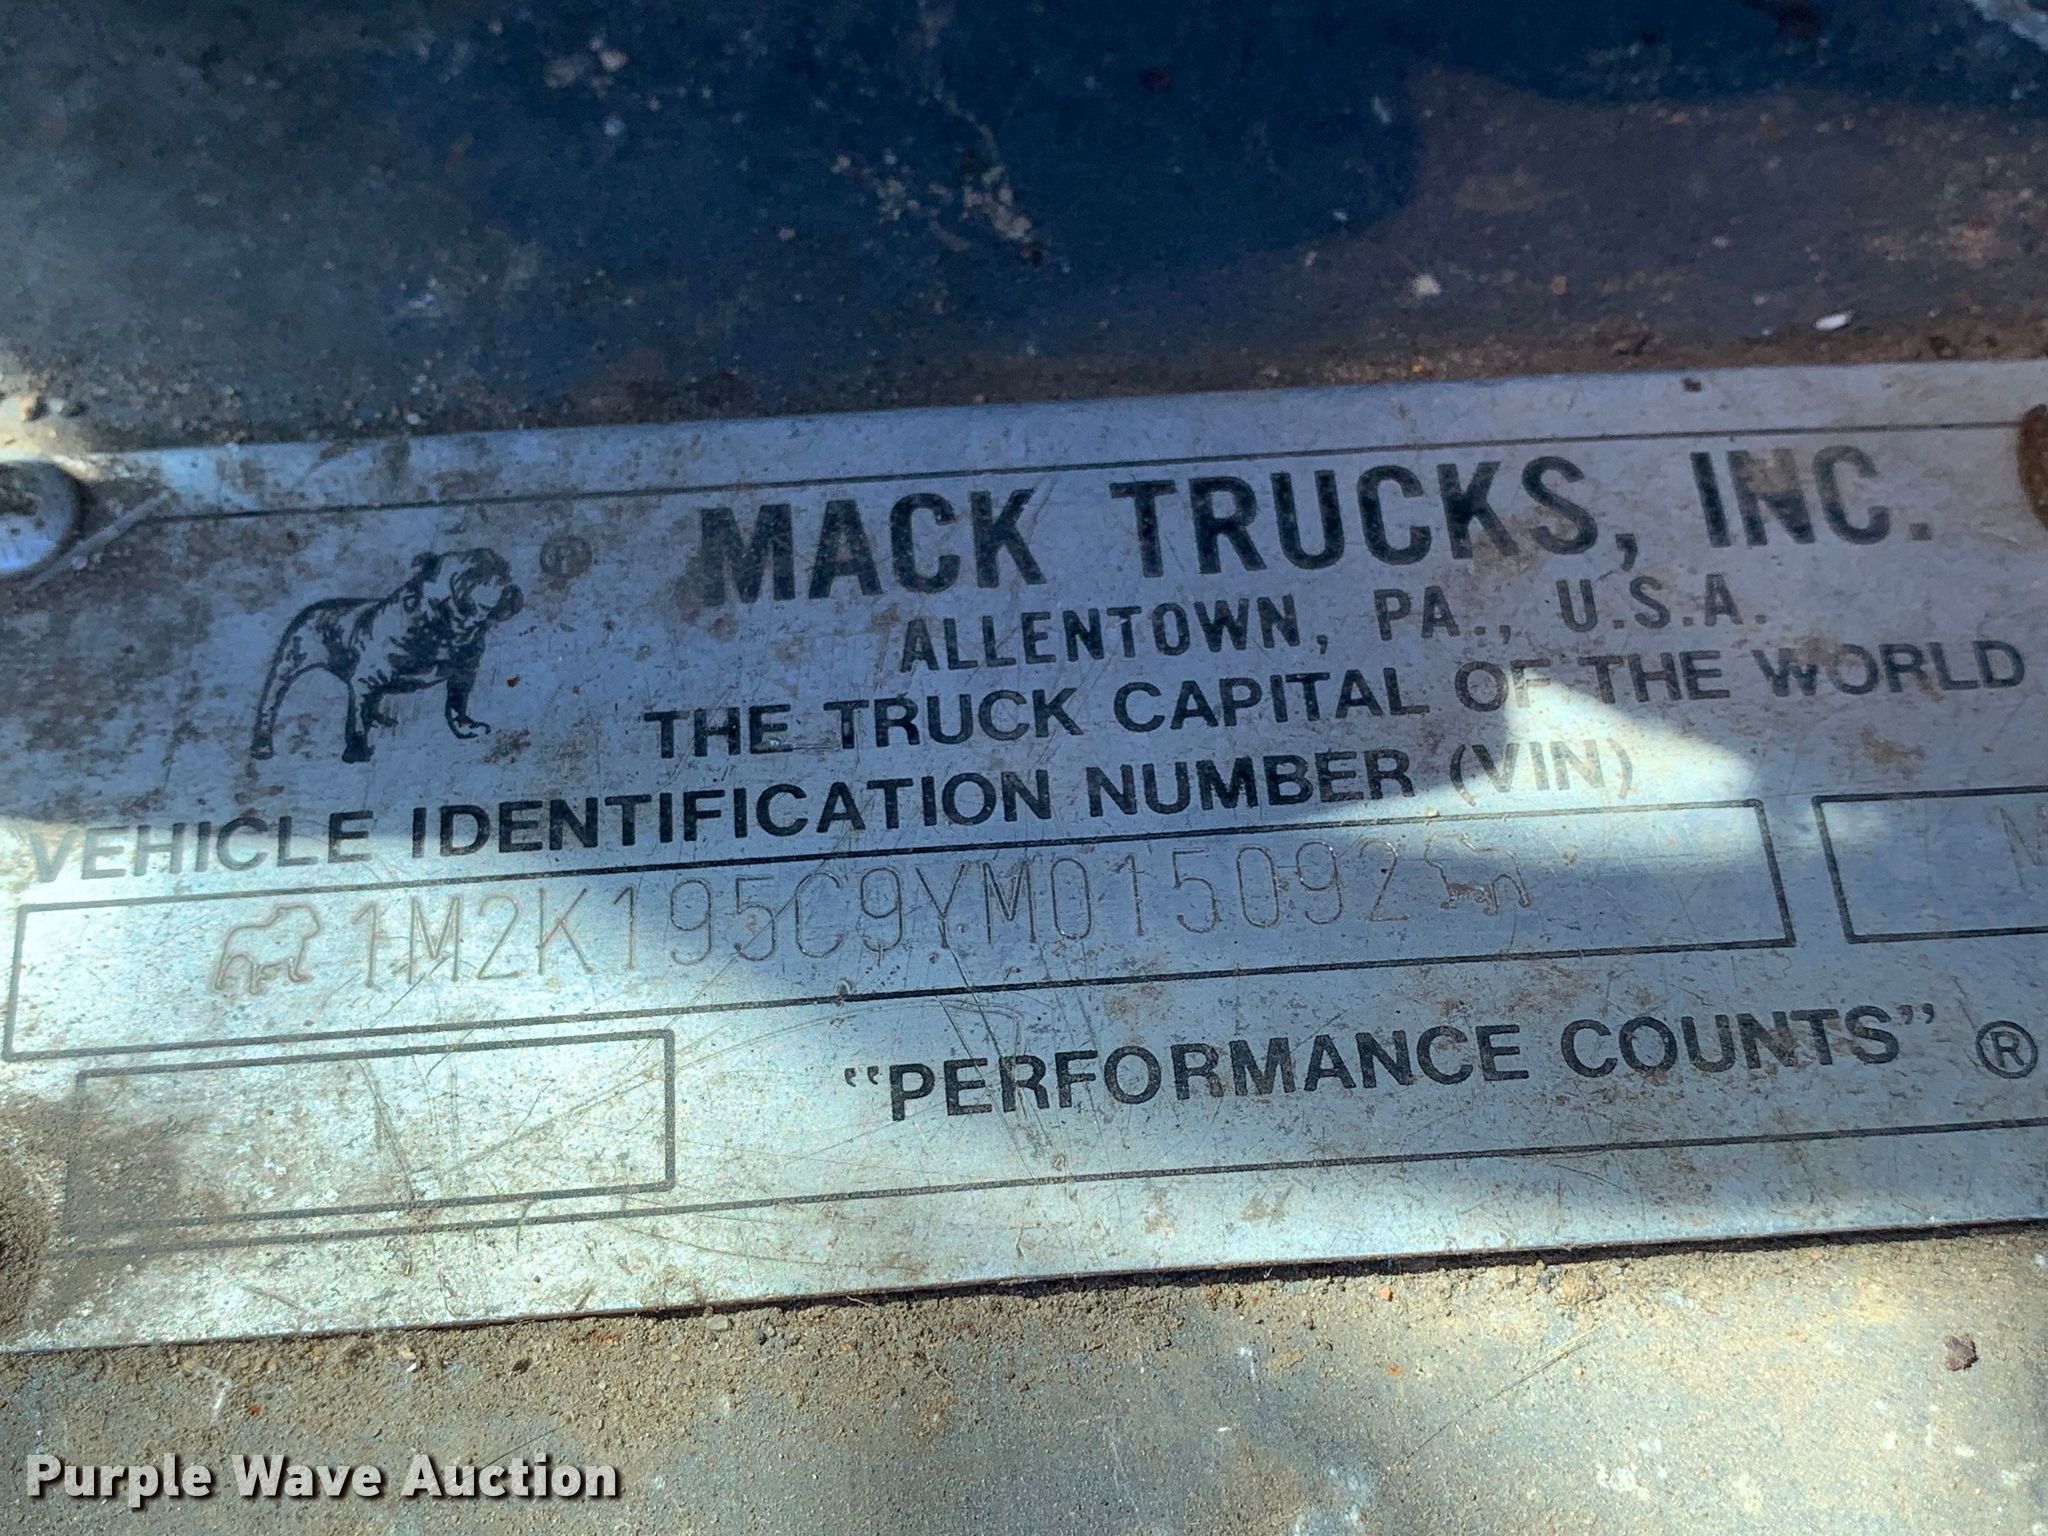 ® MACK TRUCKS, INC.
ALLENTOWN, PA., U.S.A.
THE TRUCK CAPITAL OF THE WORLD
VEHICLE IDENTIFICATION NUMBER (VIN)
1M2K195C9YM015092
"PERFORMANCE COUNTS" ®
Purple Wave Auction